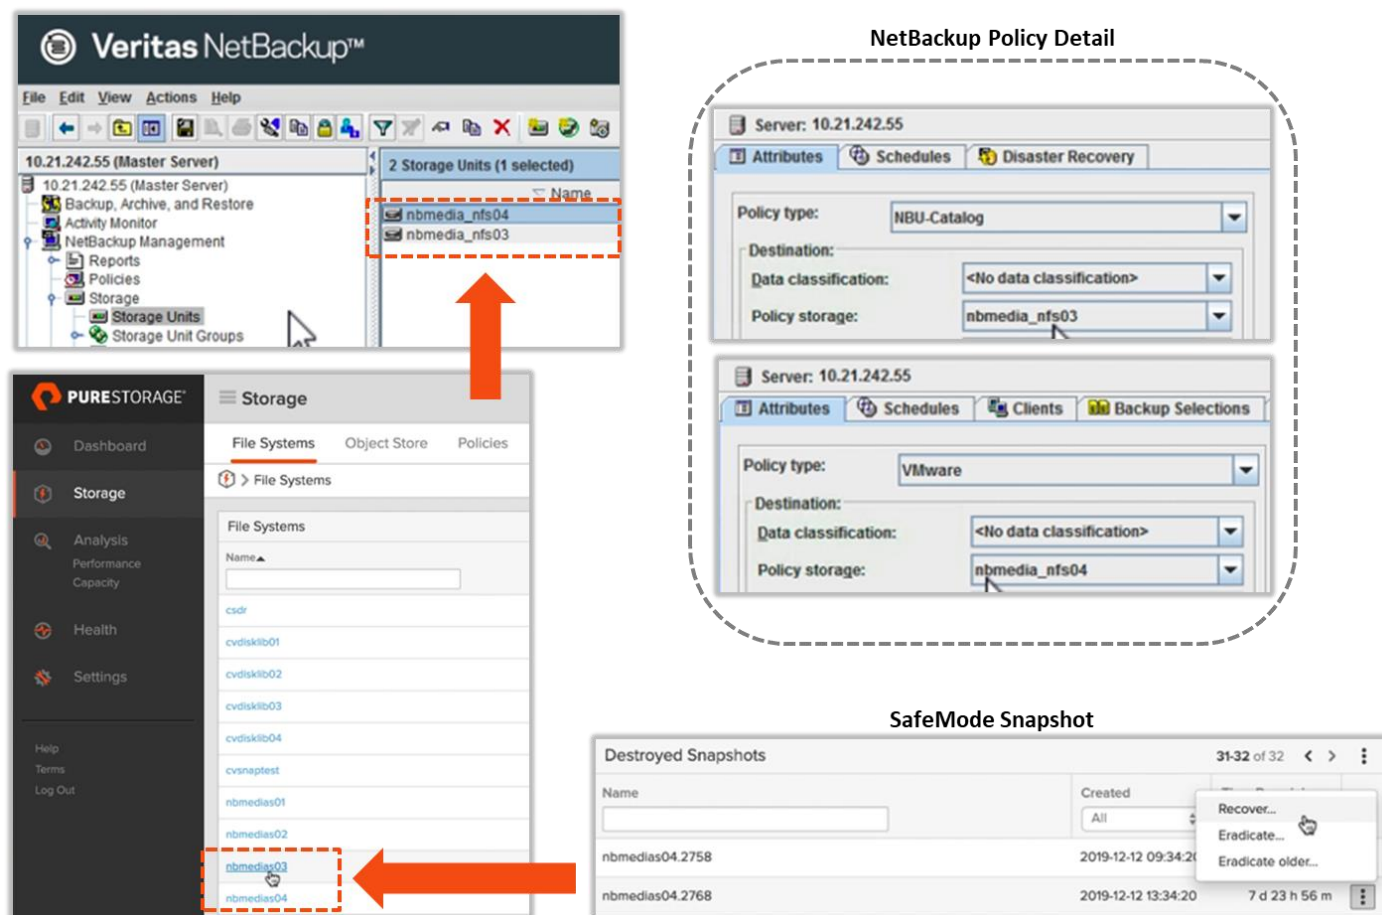 Veritas NetBackup™
File Edit View Actions Help
10.21.242.55 (Master Server)
10.21.242.55 (Master Server)
Backup, Archive, and Restore
Activity Monitor
NetBackup Management
Reports
Policies
Storage
Storage Units
Storage Unit Groups
2 Storage Units (1 selected)
Name
nbmedia_nfs04
nbmedia_nfs03
NetBackup Policy Detail
Server: 10.21.242.55
Attributes Schedules Disaster Recovery
Policy type: NBU-Catalog
Destination:
Data classification: <No data classification>
Policy storage: nbmedia_nfs03
Server: 10.21.242.55
Attributes Schedules Clients Backup Selections
Policy type: VMware
Destination:
Data classification: <No data classification>
Policy storage: nbmedia_nfs04
PURESTORAGE®
Dashboard
Storage
Analysis
Performance
Capacity
Health
Settings
Help
Terms
Log Out
Storage
File Systems Object Store Policies
> File Systems
File Systems
Name
csdr
cvdisklib01
cvdisklib02
cvdisklib03
cvdisklib04
cvsnaptest
nbmedias01
nbmedias02
nbmedias03
nbmedias04
SafeMode Snapshot
Destroyed Snapshots 31-32 of 32
Name Created
All
Recover...
Eradicate...
Eradicate older...
nbmedias04.2758 2019-12-12 09:34:20
nbmedias04.2768 2019-12-12 13:34:20 7 d 23 h 56 m